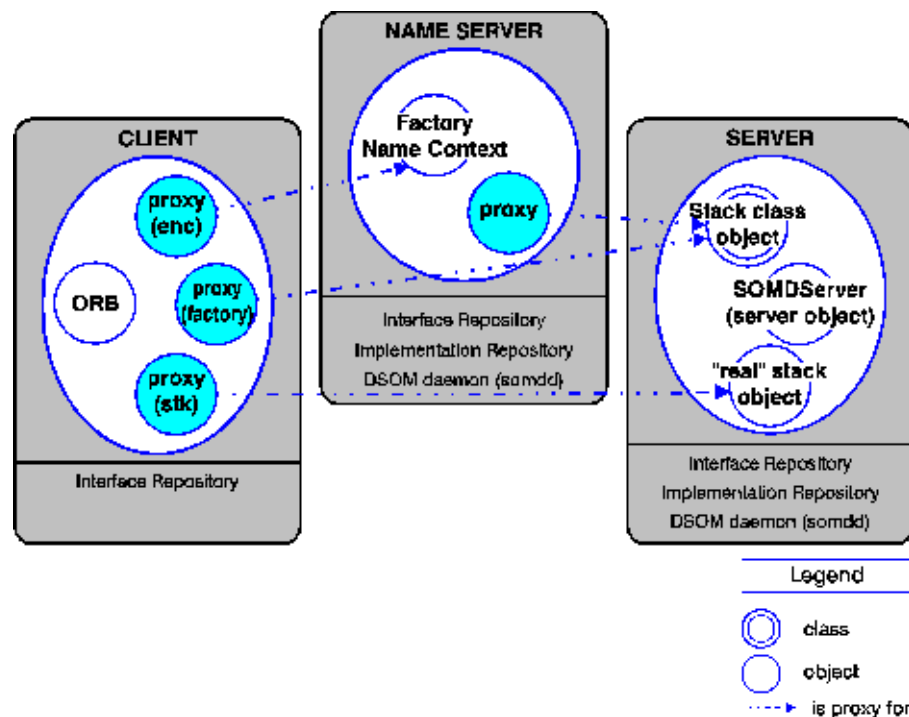 NAME SERVER
Factory
Name Context
proxy
Interface Repository
Implementation Repository
DSOM daemon (somdd)
CLIENT
proxy
(enc)
ORB
proxy
(factory)
proxy
(stk)
Interface Repository
SERVER
Stack class
object
SOMDServer
(server object)
"real" stack
object
Interface Repository
Implementation Repository
DSOM daemon (somdd)
Legend
class
object
is proxy for